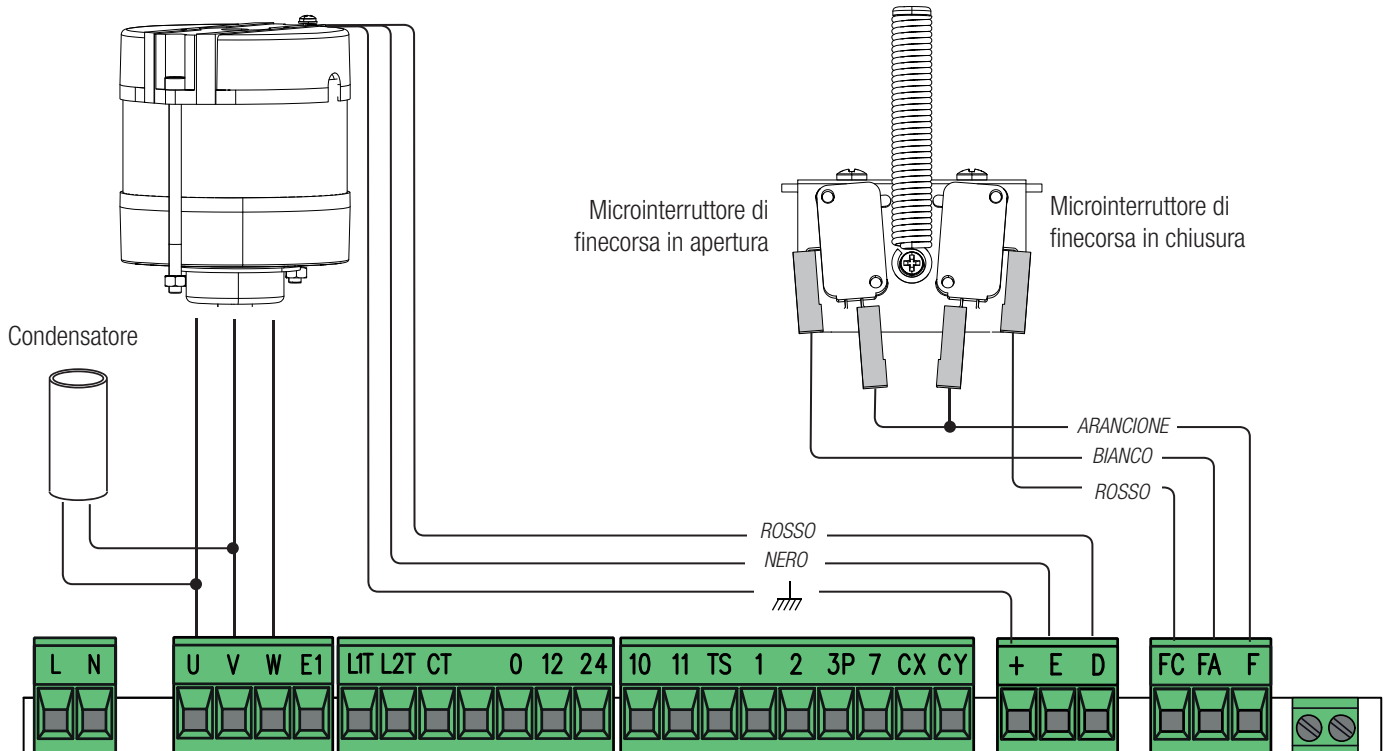 Microinterruttore di
finecorsa in apertura
Microinterruttore di
finecorsa in chiusura
Condensatore
ARANCIONE
BIANCO
ROSSO
ROSSO
NERO
L N
U V W E1
L1T L2T CT 0 12 24
10 11 TS 1 2 3P 7 CX CY
+ E D
FC FA F